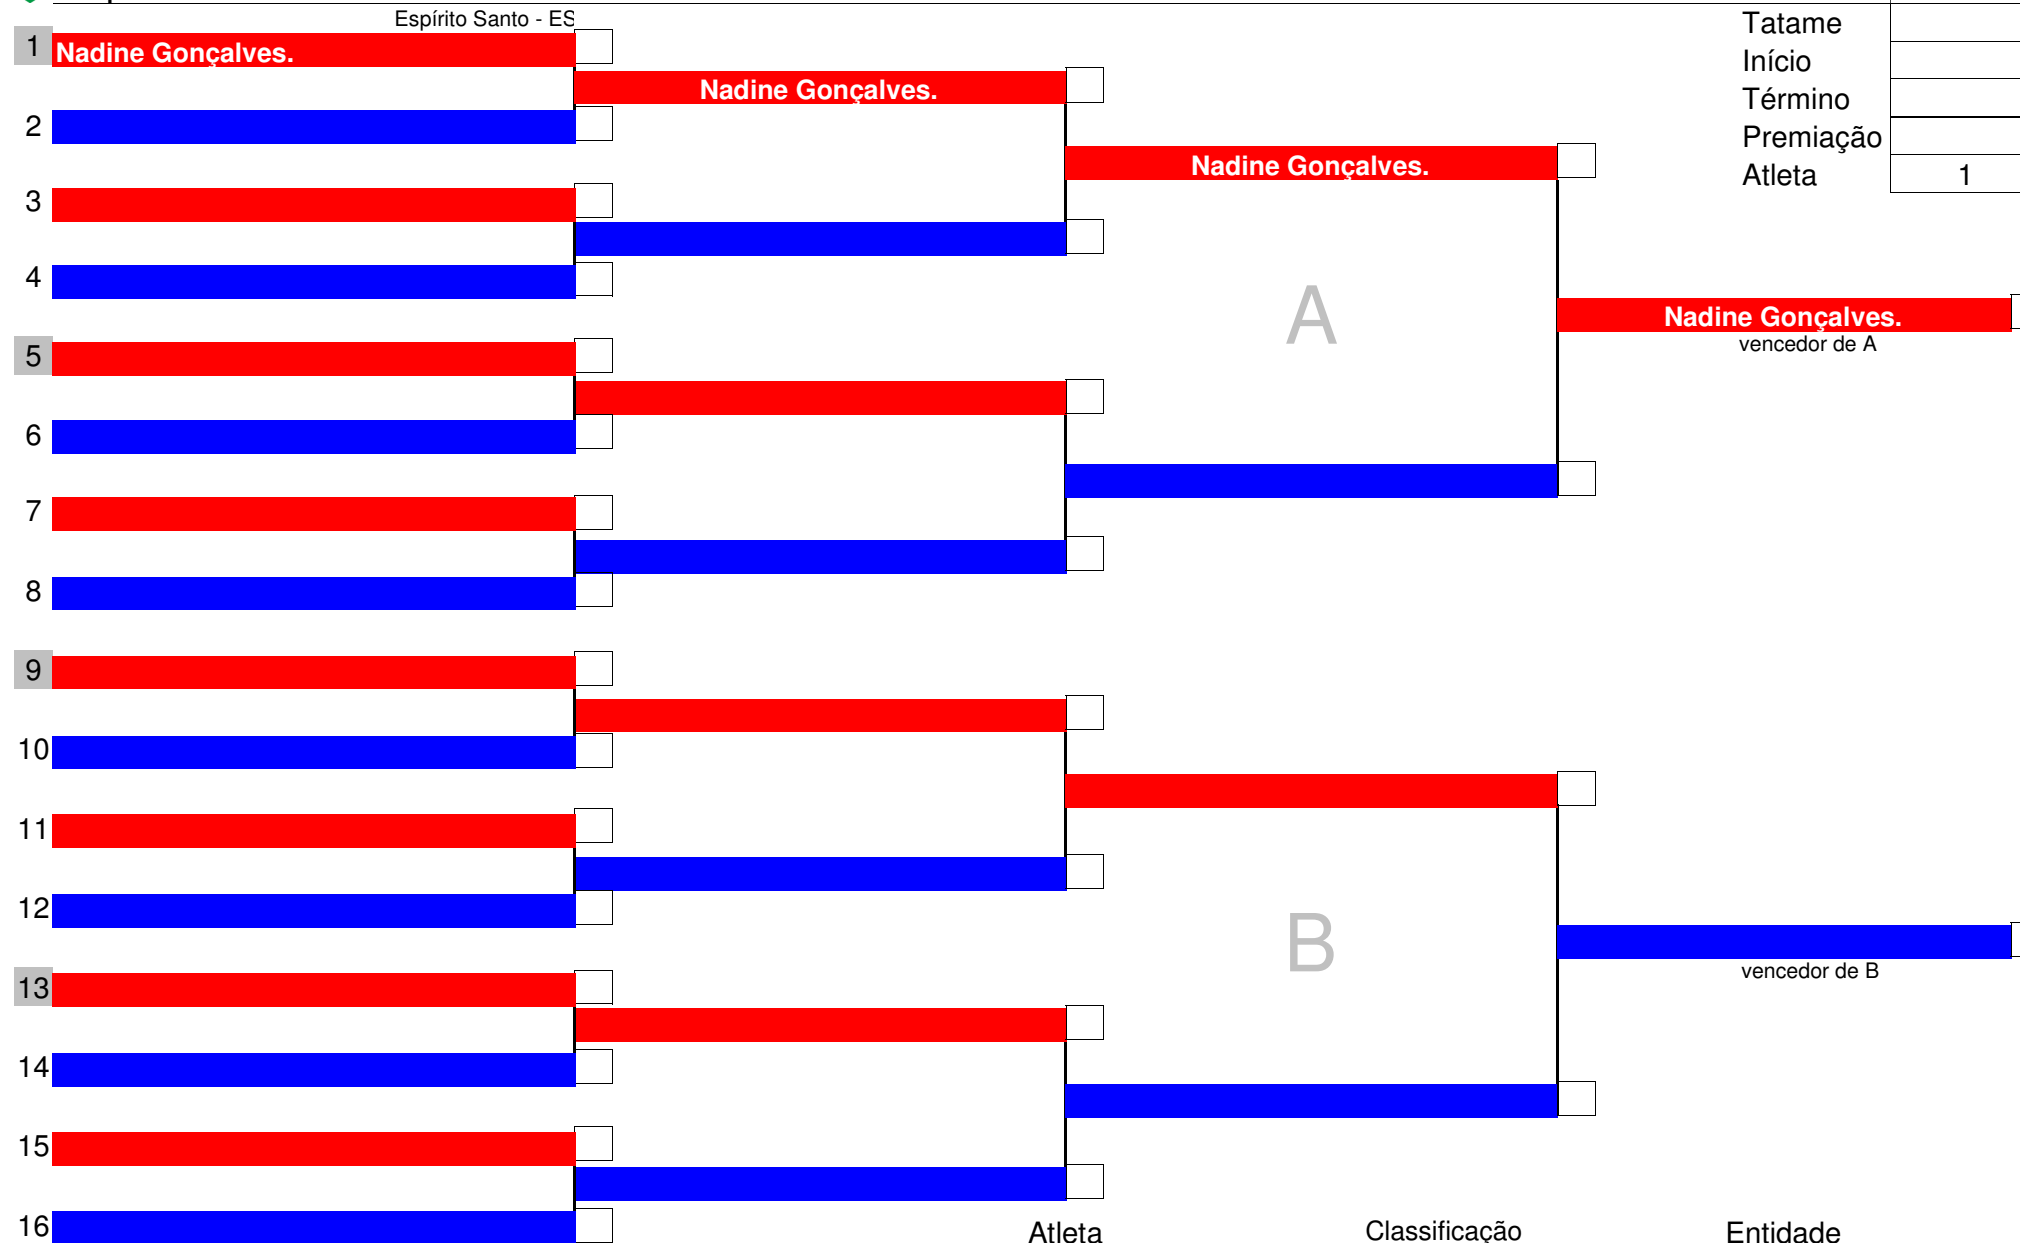 Espírito Santo - ES
Tatame
1 Nadine Gonçalves.
Início
Nadine Gonçalves.
Término
2
Premiação
Nadine Gonçalves.
Atleta 1
3
4
Nadine Gonçalves.
A
vencedor de A
5
6
7
8
9
10
11
12
B
vencedor de B
13
14
15
16
Atleta Classificação Entidade